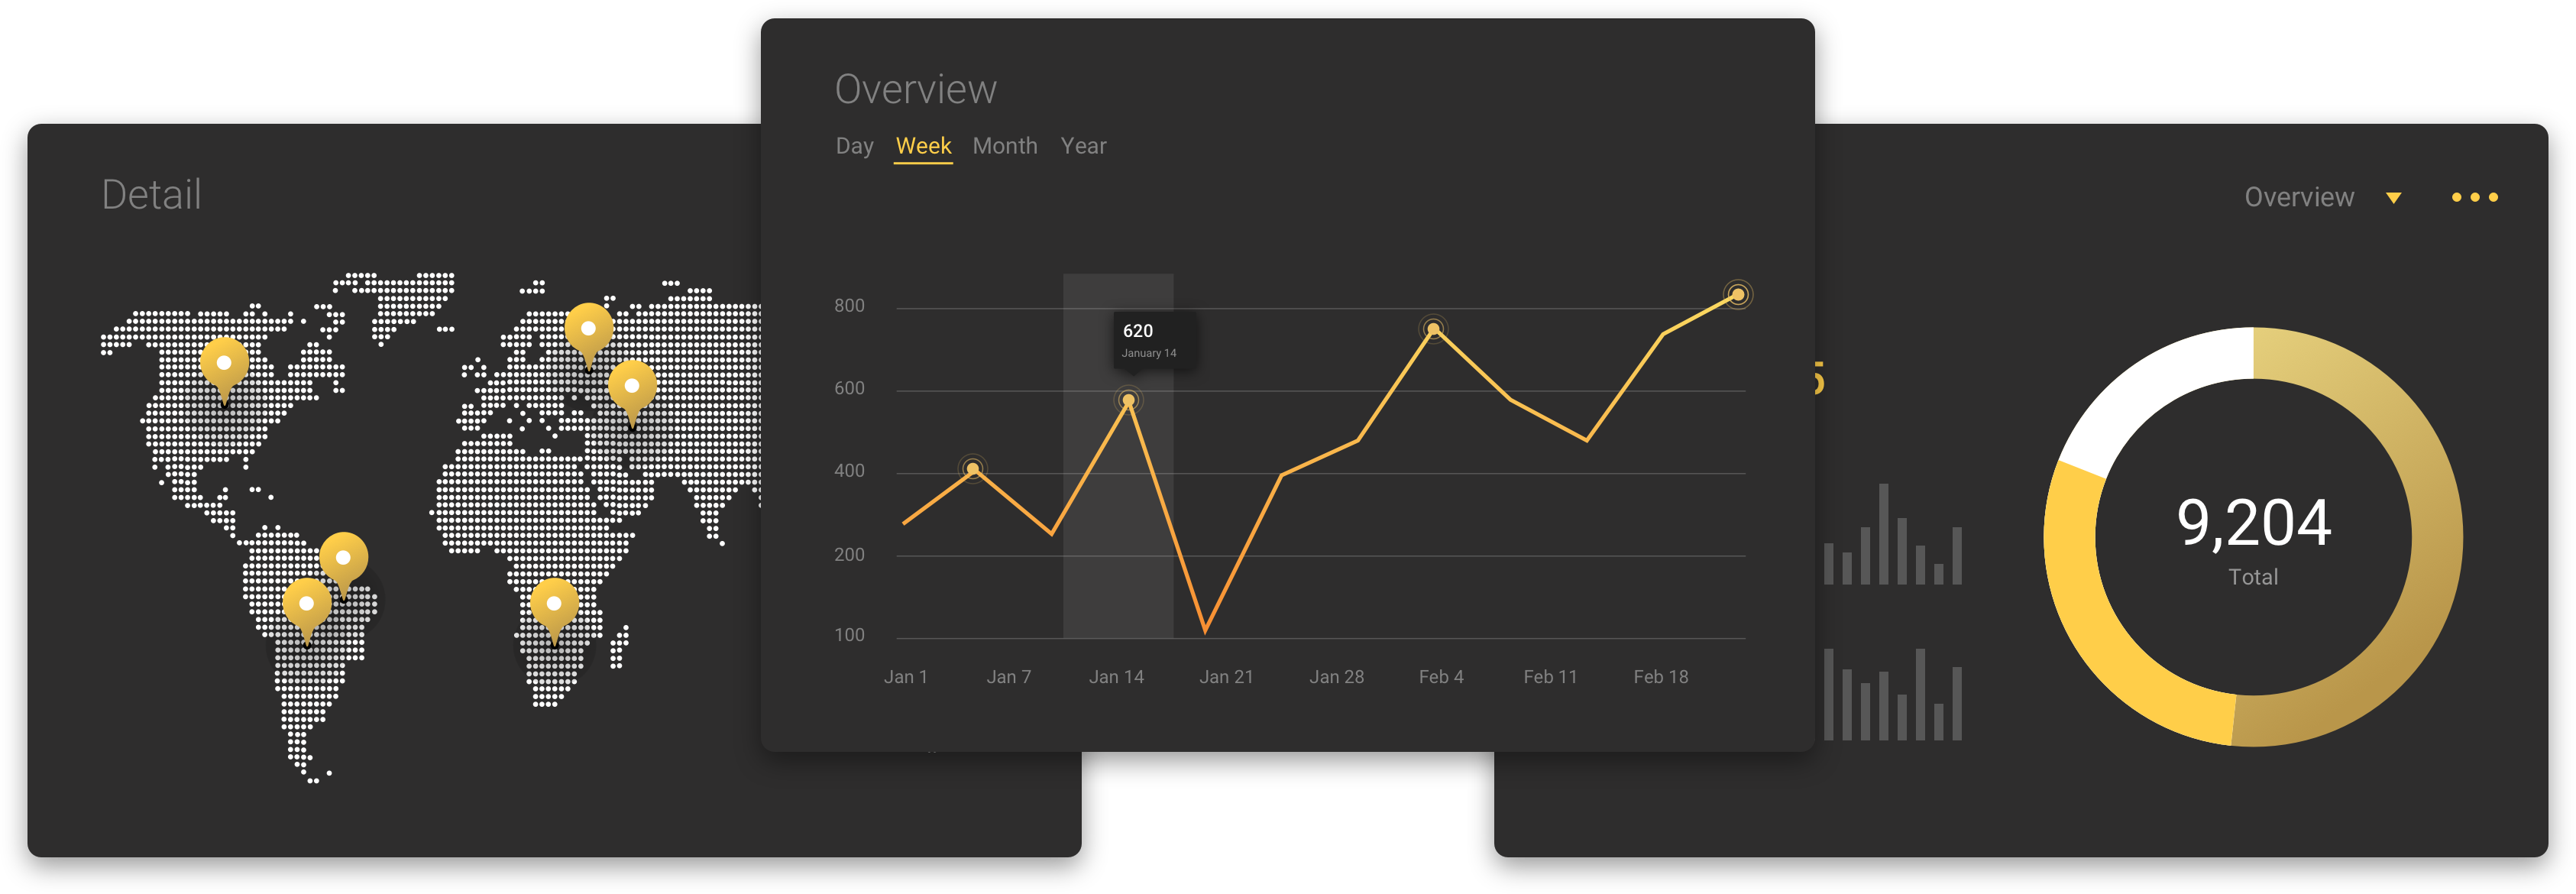 Detail
Overview
Day Week Month Year
800
600
400
200
100
620
January 14
Jan 1 Jan 7 Jan 14 Jan 21 Jan 28 Feb 4 Feb 11 Feb 18
Overview
9,204
Total